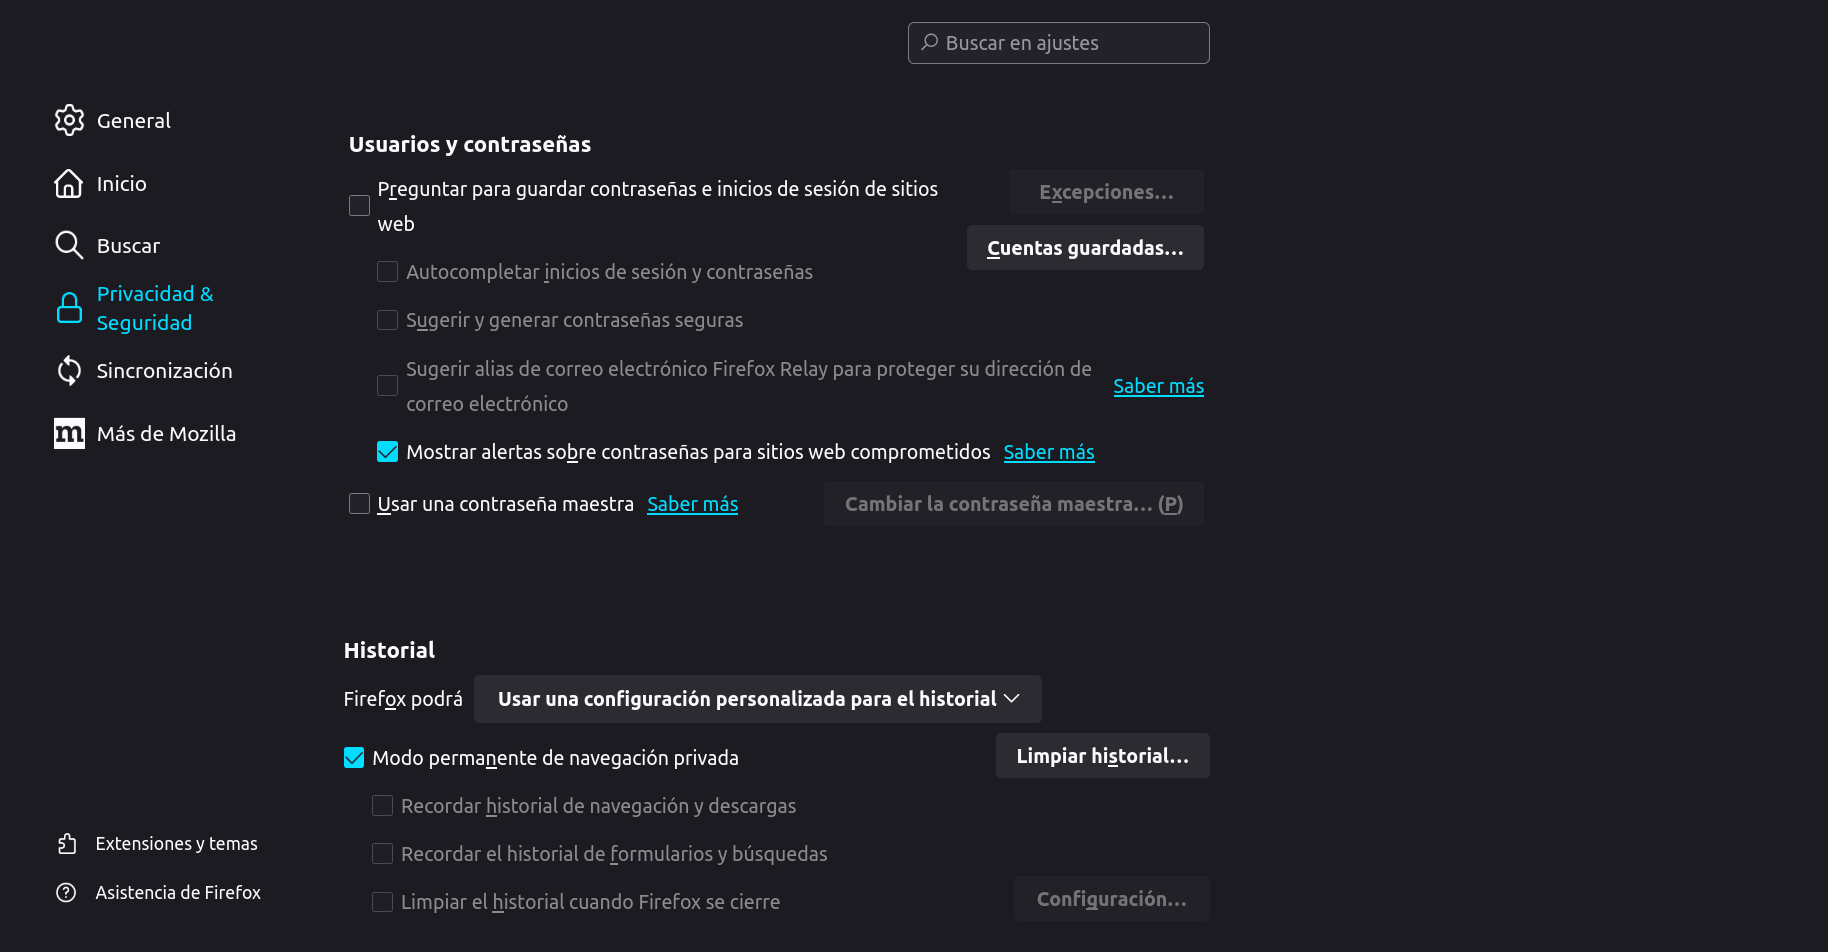 Buscar en ajustes
General
Inicio
Buscar
Privacidad &
Seguridad
Sincronización
m
Más de Mozilla
Extensiones y temas
Asistencia de Firefox
Usuarios y contraseñas
Preguntar para guardar contraseñas e inicios de sesión de sitios
web
Excepciones...
Cuentas guardadas...
Autocompletar inicios de sesión y contraseñas
Sugerir y generar contraseñas seguras
Sugerir alias de correo electrónico Firefox Relay para proteger su dirección de
correo electrónico
Saber más
Mostrar alertas sobre contraseñas para sitios web comprometidos Saber más
Usar una contraseña maestra Saber más
Cambiar la contraseña maestra... (P)
Historial
Firefox podrá Usar una configuración personalizada para el historial
Modo permanente de navegación privada
Limpiar historial...
Recordar historial de navegación y descargas
Recordar el historial de formularios y búsquedas
Limpiar el historial cuando Firefox se cierre
Configuración...